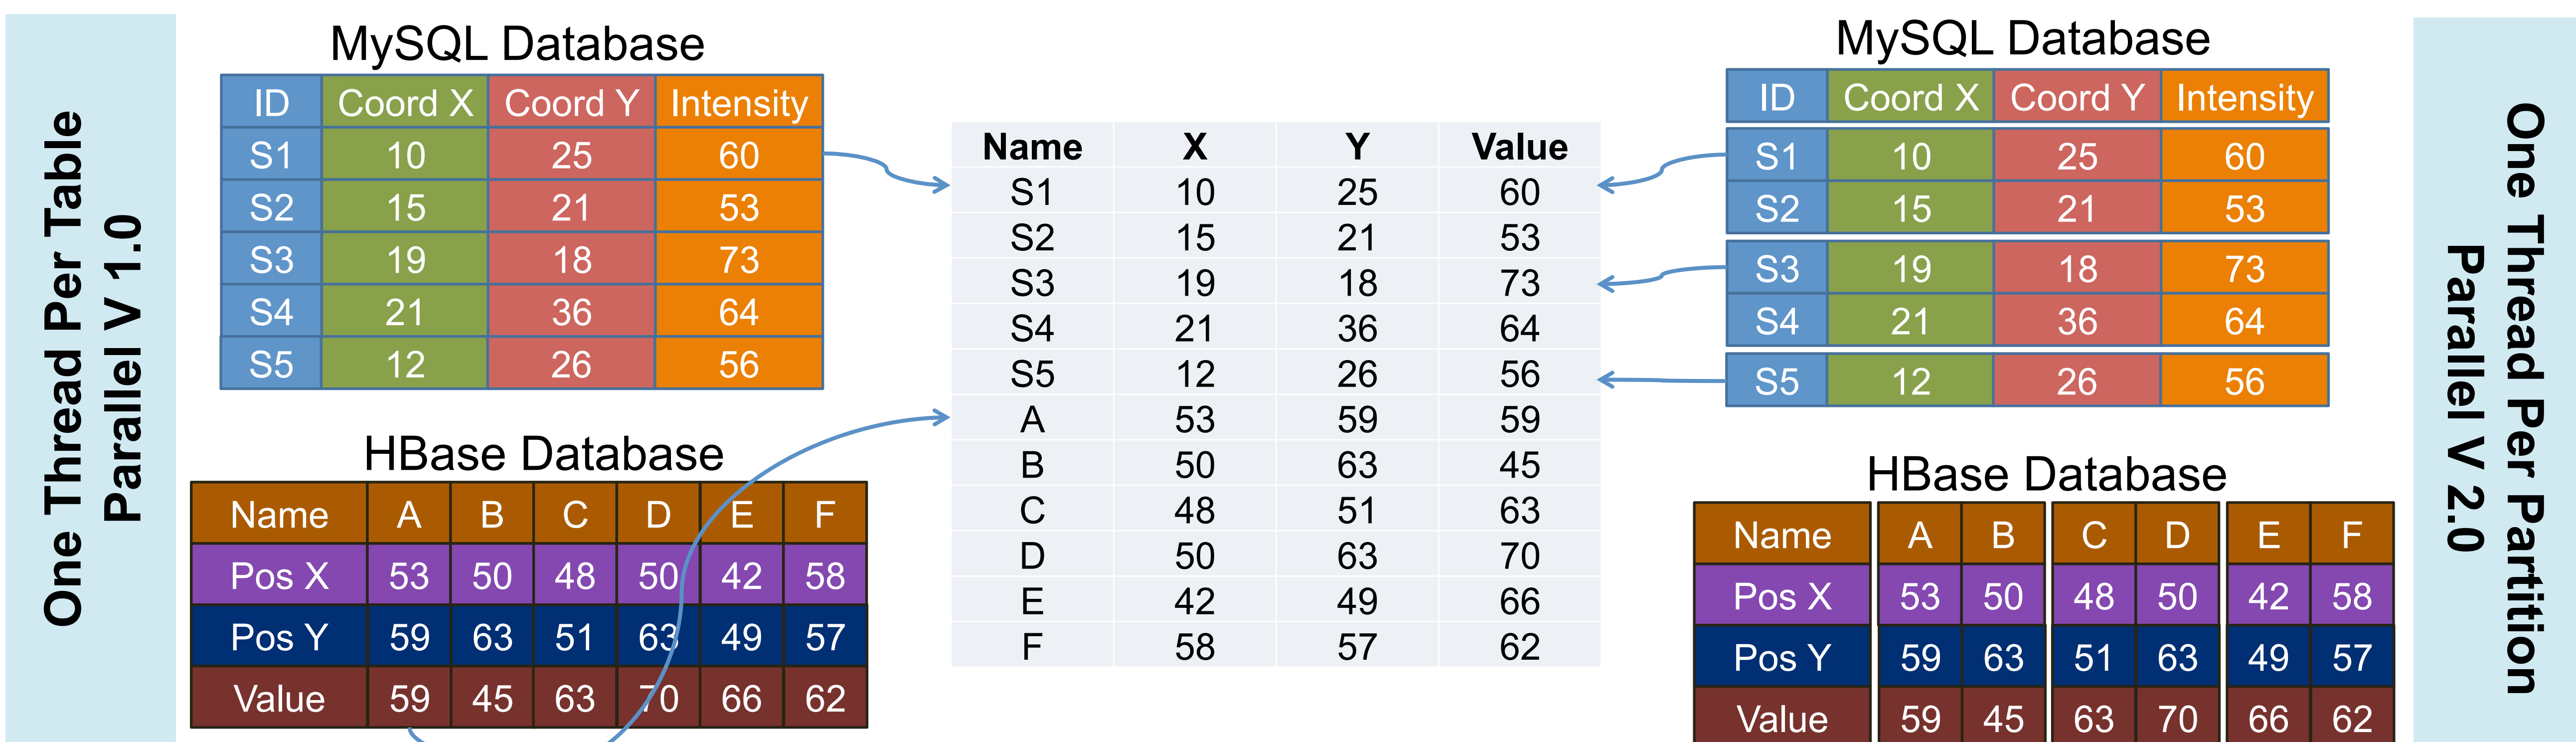 One Thread Per Table
Parallel V 1.0
MySQL Database
ID Coord X Coord Y Intensity
S1 10 25 60
S2 15 21 53
S3 19 18 73
S4 21 36 64
S5 12 26 56
HBase Database
Name A B C D E F
Pos X 53 50 48 50 42 58
Pos Y 59 63 51 63 49 57
Value 59 45 63 70 66 62
Name X Y Value
S1 10 25 60
S2 15 21 53
S3 19 18 73
S4 21 36 64
S5 12 26 56
A 53 59 59
B 50 63 45
C 48 51 63
D 50 63 70
E 42 49 66
F 58 57 62
MySQL Database
ID Coord X Coord Y Intensity
S1 10 25 60
S2 15 21 53
S3 19 18 73
S4 21 36 64
S5 12 26 56
HBase Database
Name A B C D E F
Pos X 53 50 48 50 42 58
Pos Y 59 63 51 63 49 57
Value 59 45 63 70 66 62
One Thread Per Partition
Parallel V 2.0